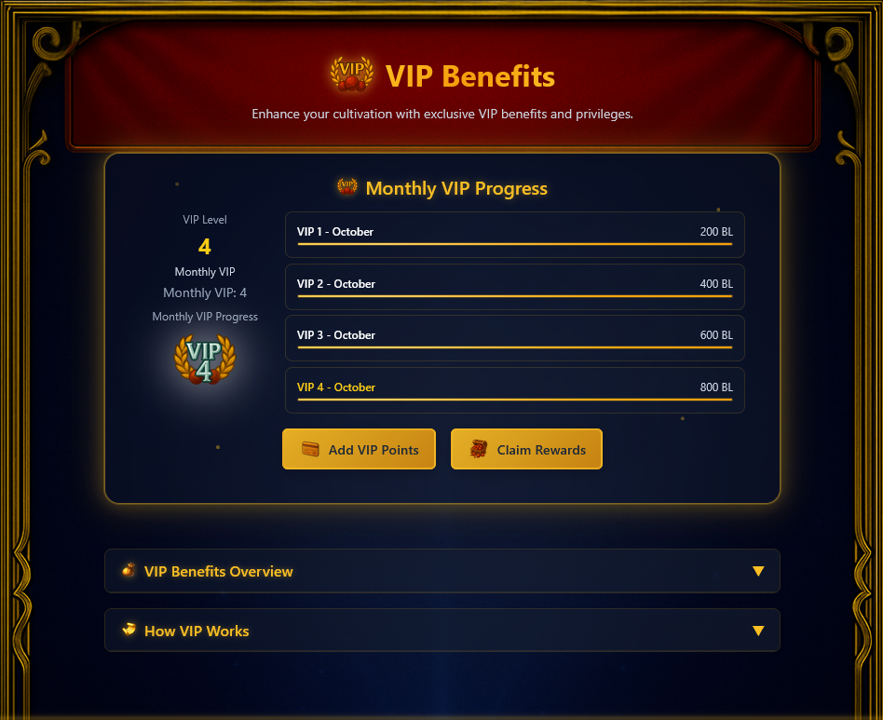 VIP
VIP Benefits
Enhance your cultivation with exclusive VIP benefits and privileges.
VIP
Monthly VIP Progress
VIP Level
4
Monthly VIP
Monthly VIP: 4
Monthly VIP Progress
VIP
4
VIP 1 - October
200 BL
VIP 2 - October
400 BL
VIP 3 - October
600 BL
VIP 4 - October
800 BL
Add VIP Points
Claim Rewards
VIP Benefits Overview
▼
How VIP Works
▼